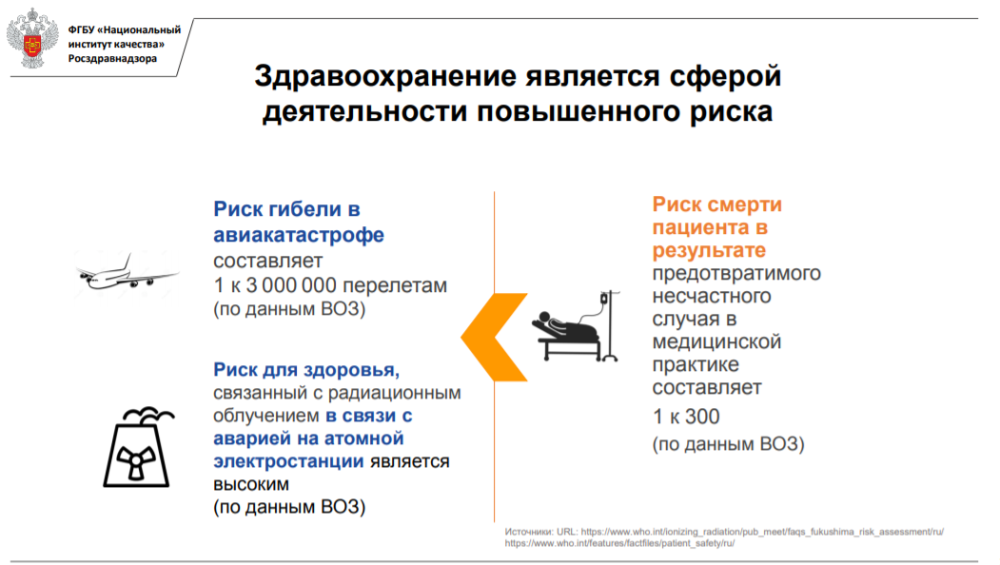 ФГБУ «Национальный
институт качества»
Росздравнадзора
Здравоохранение является сферой
деятельности повышенного риска
Риск гибели в
авиакатастрофе
составляет
1 к 3 000 000 перелетам
(по данным ВОЗ)
Риск для здоровья,
связанный с радиационным
облучением в связи с
аварией на атомной
электростанции является
высоким
(по данным ВОЗ)
Риск смерти
пациента в
результате
предотвратимого
несчастного
случая в
медицинской
практике
составляет
1 к 300
(по данным ВОЗ)
Источники: URL: https://www.who.int/ionizing_radiation/pub_meet/faqs_fukushima_risk_assessment/ru/
https://www.who.int/features/factfiles/patient_safety/ru/